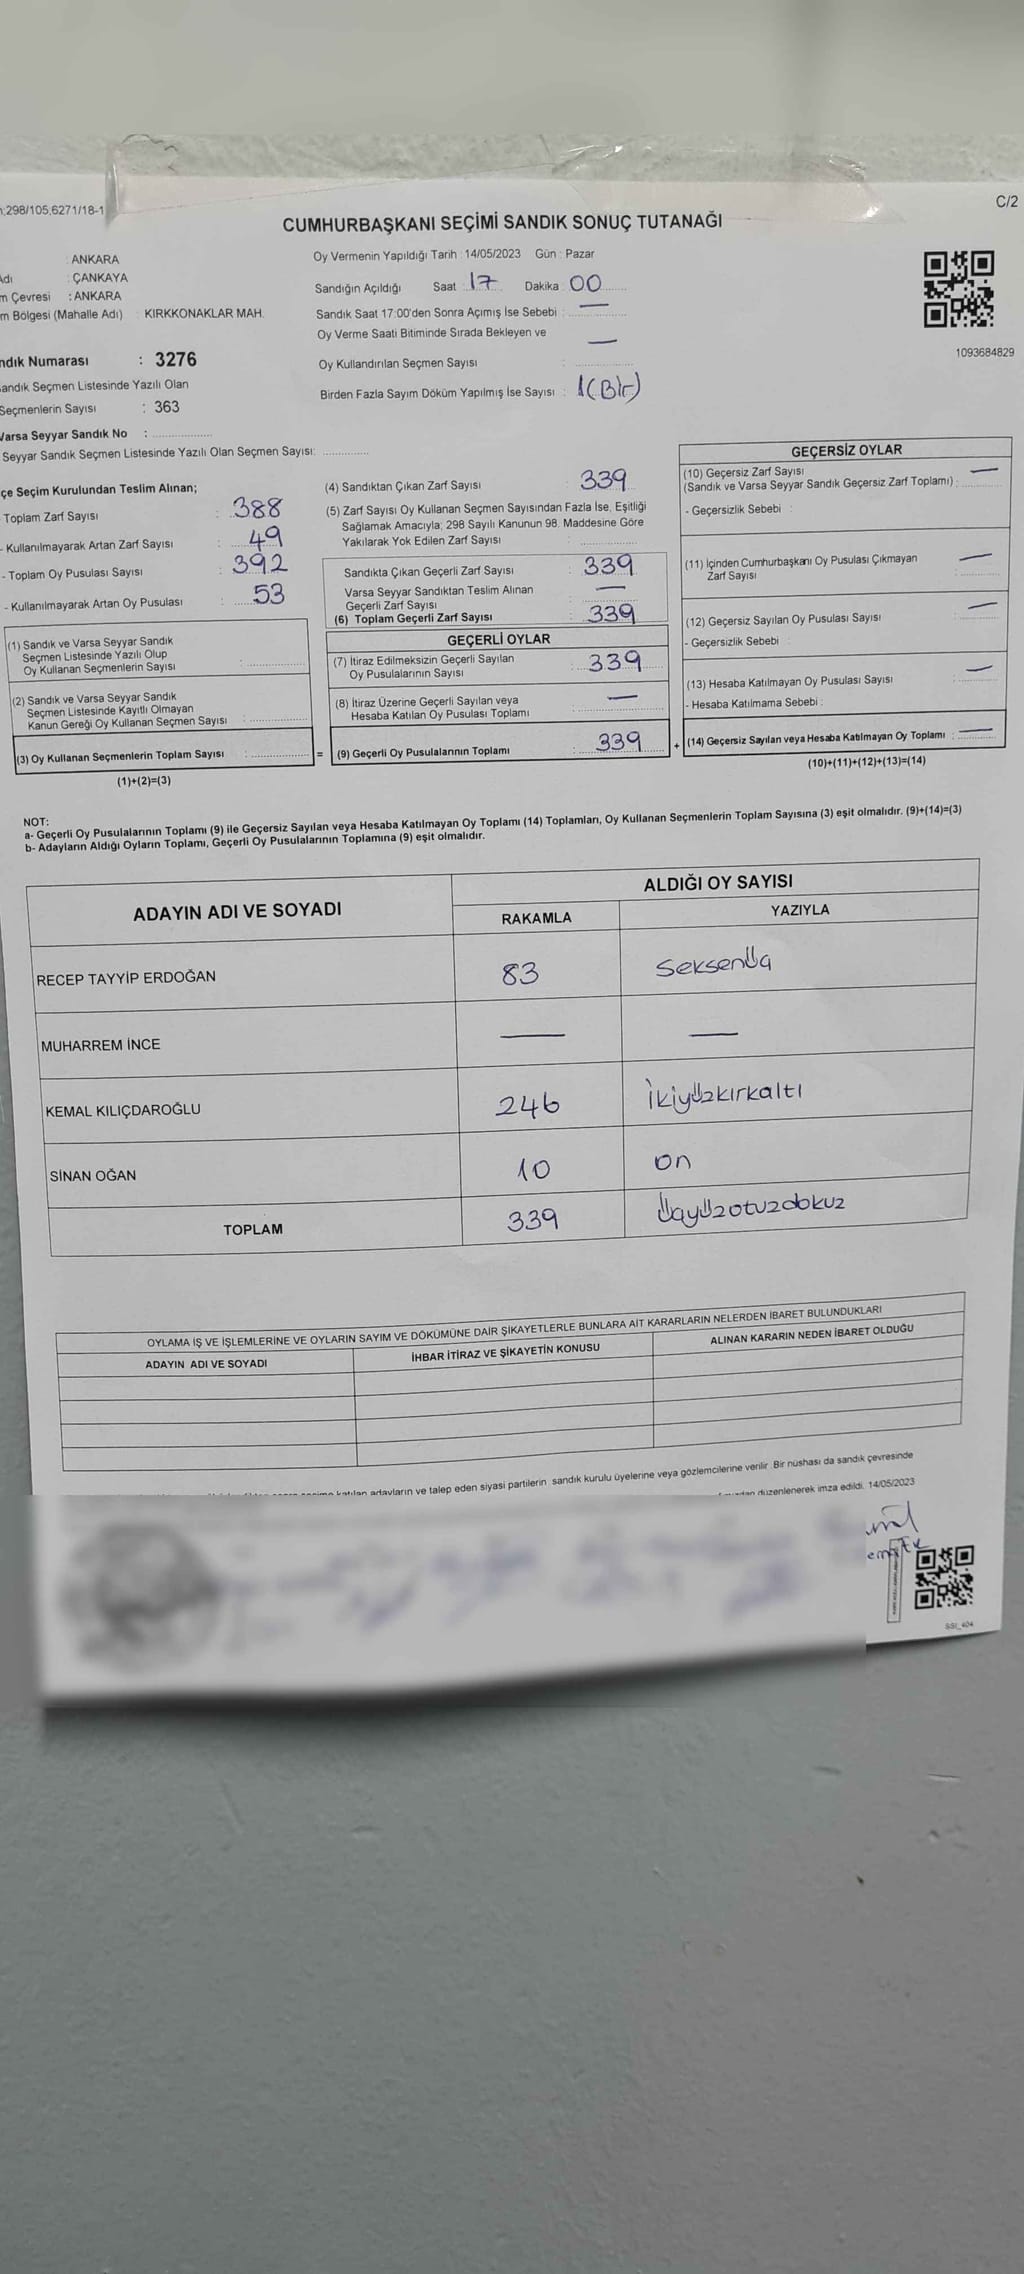 298/105,6271/18-1
C/2
CUMHURBAŞKANI SEÇİMİ SANDIK SONUÇ TUTANAĞI
: ANKARA
: ÇANKAYA
Çevresi : ANKARA
Bölgesi (Mahalle Adı) KIRKKONAKLAR MAH.
Numarası : 3276
Sandık Seçmen Listesinde Yazılı Olan
Seçmenlerin Sayısı : 363
Varsa Seyyar Sandık No :
Seyyar Sandık Seçmen Listesinde Yazılı Olan Seçmen Sayısı:
Oy Vermenin Yapıldığı Tarih : 14/05/2023 Gün : Pazar
Sandığın Açıldığı Saat : 17 Dakika : 00
Sandık Saat 17:00'den Sonra Açımış İse Sebebi : —
Oy Verme Saati Bitiminde Sırada Bekleyen ve
Oy Kullandırılan Seçmen Sayısı : —
Birden Fazla Sayım Döküm Yapılmış İse Sayısı : 1(Bir)
1093684829
Seçim Kurulundan Teslim Alınan;
Toplam Zarf Sayısı : 388
- Kullanılmayarak Artan Zarf Sayısı : 49
- Toplam Oy Pusulası Sayısı : 392
- Kullanılmayarak Artan Oy Pusulası : 53
(1) Sandık ve Varsa Seyyar Sandık
Seçmen Listesinde Yazılı Olup
Oy Kullanan Seçmenlerin Sayısı :
(2) Sandık ve Varsa Seyyar Sandık
Seçmen Listesinde Kayıtlı Olmayan
Kanun Gereği Oy Kullanan Seçmen Sayısı :
(3) Oy Kullanan Seçmenlerin Toplam Sayısı :
(1)+(2)=(3)
(4) Sandıktan Çıkan Zarf Sayısı : 339
(5) Zarf Sayısı Oy Kullanan Seçmen Sayısından Fazla İse, Eşitliği
Sağlamak Amacıyla; 298 Sayılı Kanunun 98. Maddesine Göre
Yakılarak Yok Edilen Zarf Sayısı :
Sandıkta Çıkan Geçerli Zarf Sayısı : 339
Varsa Seyyar Sandıktan Teslim Alınan
Geçerli Zarf Sayısı : —
(6) Toplam Geçerli Zarf Sayısı : 339
GEÇERLİ OYLAR
(7) İtiraz Edilmeksizin Geçerli Sayılan
Oy Pusulalarının Sayısı : 339
(8) İtiraz Üzerine Geçerli Sayılan veya
Hesaba Katılan Oy Pusulası Toplamı : —
= (9) Geçerli Oy Pusulalarının Toplamı : 339
GEÇERSİZ OYLAR
(10) Geçersiz Zarf Sayısı
(Sandık ve Varsa Seyyar Sandık Geçersiz Zarf Toplamı) : —
- Geçersizlik Sebebi :
(11) İçinden Cumhurbaşkanı Oy Pusulası Çıkmayan
Zarf Sayısı : —
(12) Geçersiz Sayılan Oy Pusulası Sayısı : —
- Geçersizlik Sebebi :
(13) Hesaba Katılmayan Oy Pusulası Sayısı : —
- Hesaba Katılmama Sebebi :
+ (14) Geçersiz Sayılan veya Hesaba Katılmayan Oy Toplamı : —
(10)+(11)+(12)+(13)=(14)
NOT:
a- Geçerli Oy Pusulalarının Toplamı (9) ile Geçersiz Sayılan veya Hesaba Katılmayan Oy Toplamı (14) Toplamları, Oy Kullanan Seçmenlerin Toplam Sayısına (3) eşit olmalıdır. (9)+(14)=(3)
b- Adayların Aldığı Oyların Toplamı, Geçerli Oy Pusulalarının Toplamına (9) eşit olmalıdır.
ADAYIN ADI VE SOYADI ALDIĞI OY SAYISI
RAKAMLA YAZIYLA
RECEP TAYYİP ERDOĞAN 83 Seksenüç
MUHARREM İNCE — —
KEMAL KILIÇDAROĞLU 246 İkiyüzkırkaltı
SİNAN OĞAN 10 on
TOPLAM 339 Üçyüzotuzdokuz
OYLAMA İŞ VE İŞLEMLERİNE VE OYLARIN SAYIM VE DÖKÜMÜNE DAİR ŞİKAYETLERLE BUNLARA AİT KARARLARIN NELERDEN İBARET BULUNDUKLARI
ADAYIN ADI VE SOYADI İHBAR İTİRAZ VE ŞİKAYETİN KONUSU ALINAN KARARIN NEDEN İBARET OLDUĞU
katılan adayların ve talep eden siyasi partilerin sandık kurulu üyelerine veya gözlemcilerine verilir. Bir nüshası da sandık çevresinde
düzenlenerek imza edildi. 14/05/2023
SSI_404